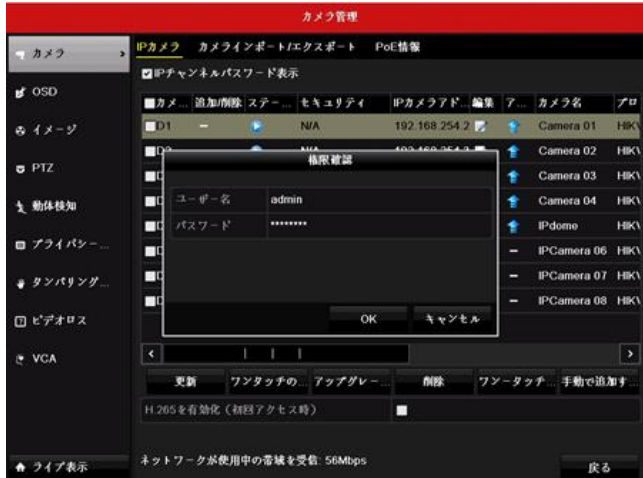 カメラ管理
カメラ
OSD
イメージ
PTZ
動体検知
プライバシー...
タンパリング...
ビデオロス
VCA
ライブ表示
IPカメラ カメラインポート/エクスポート PoE情報
IPチャンネルパスワード表示
カメ... 追加/削除 ステー... セキュリティ IPカメラアド... 編集 ア... カメラ名 プロ
D1 – N/A 192.168.254.2 Camera 01 HIKV
Camera 02 HIKV
Camera 03 HIKV
Camera 04 HIKV
IPdome HIKV
– IPCamera 06 HIKV
– IPCamera 07 HIKV
– IPCamera 08 HIKV
権限確認
ユーザー名 admin
パスワード ********
OK キャンセル
更新 ワンタッチの... アップグレー... 削除 ワンータッチ... 手動で追加す...
H.265を有効化（初回アクセス時）
ネットワークが使用中の帯域を受信: 56Mbps
戻る